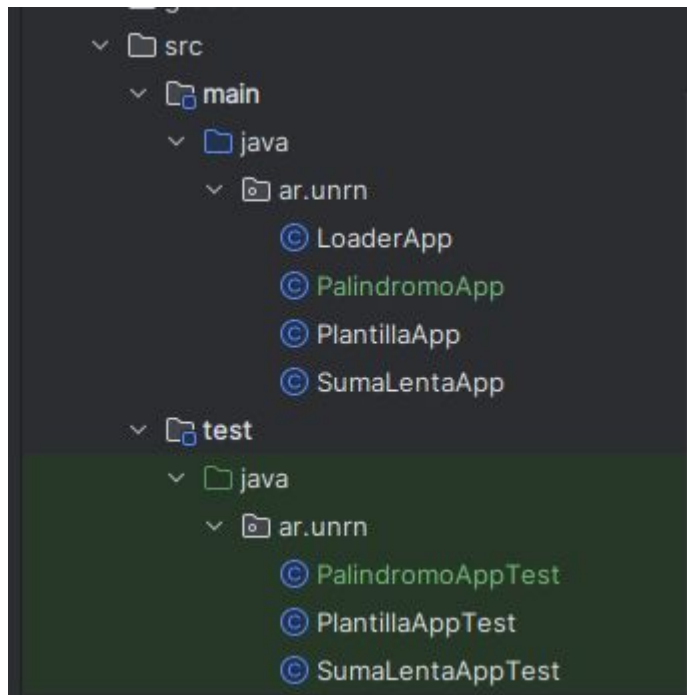 src
main
java
ar.unrn
LoaderApp
PalindromoApp
PlantillaApp
SumaLentaApp
test
java
ar.unrn
PalindromoAppTest
PlantillaAppTest
SumaLentaAppTest